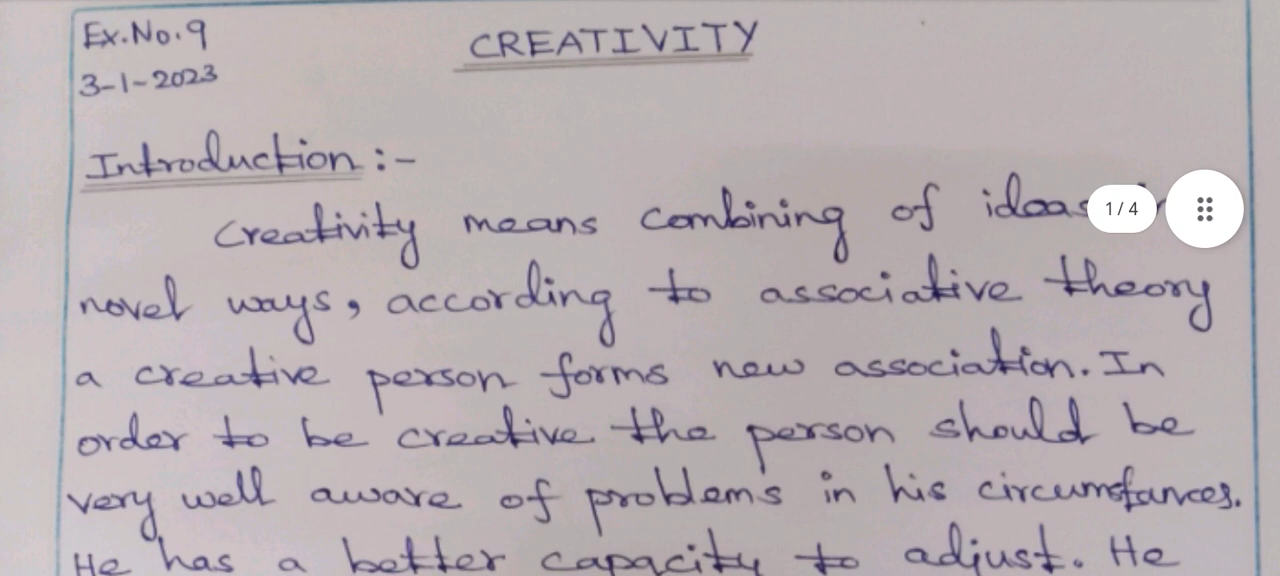 Ex.No.9
CREATIVITY
3-1-2023
Introduction :-
Creativity means combining of ideas
1/4
novel ways, according to associative theory
a creative person forms new association. In
order to be creative the person should be
very well aware of problems in his circumstances.
He has a better capacity to adjust. He